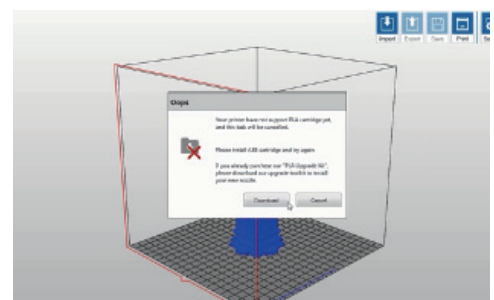 Import Export Save Print
Oops
Your printer have not support PLA cartridge yet,
and this task will be cancelled.
Please install ABS cartridge and try again.
If you already purchase our "PLA Upgrade Kit",
please download our upgrade toolkit to install
your new nozzle.
Download Cancel